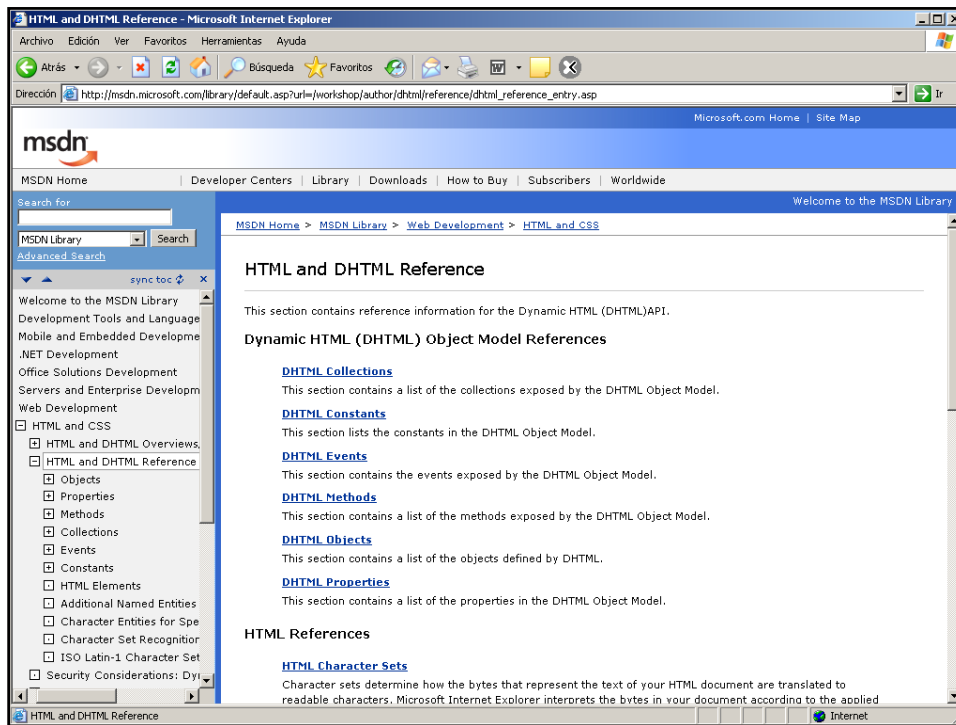 HTML and DHTML Reference - Microsoft Internet Explorer
Archivo Edición Ver Favoritos Herramientas Ayuda
Atrás Búsqueda Favoritos
Dirección http://msdn.microsoft.com/library/default.asp?url=/workshop/author/dhtml/reference/dhtml_reference_entry.asp Ir
Microsoft.com Home | Site Map
msdn
MSDN Home | Developer Centers | Library | Downloads | How to Buy | Subscribers | Worldwide
Welcome to the MSDN Library
Search for
MSDN Library Search
Advanced Search
sync toc
Welcome to the MSDN Library
Development Tools and Language
Mobile and Embedded Developme
.NET Development
Office Solutions Development
Servers and Enterprise Developm
Web Development
HTML and CSS
HTML and DHTML Overviews,
HTML and DHTML Reference
Objects
Properties
Methods
Collections
Events
Constants
HTML Elements
Additional Named Entities
Character Entities for Spe
Character Set Recognition
ISO Latin-1 Character Set
Security Considerations: Dyn
MSDN Home > MSDN Library > Web Development > HTML and CSS
HTML and DHTML Reference
This section contains reference information for the Dynamic HTML (DHTML)API.
Dynamic HTML (DHTML) Object Model References
DHTML Collections
This section contains a list of the collections exposed by the DHTML Object Model.
DHTML Constants
This section lists the constants in the DHTML Object Model.
DHTML Events
This section contains the events exposed by the DHTML Object Model.
DHTML Methods
This section contains a list of the methods exposed by the DHTML Object Model.
DHTML Objects
This section contains a list of the objects defined by DHTML.
DHTML Properties
This section contains a list of the properties in the DHTML Object Model.
HTML References
HTML Character Sets
Character sets determine how the bytes that represent the text of your HTML document are translated to
readable characters. Microsoft Internet Explorer interprets the bytes in your document according to the applied
HTML and DHTML Reference Internet